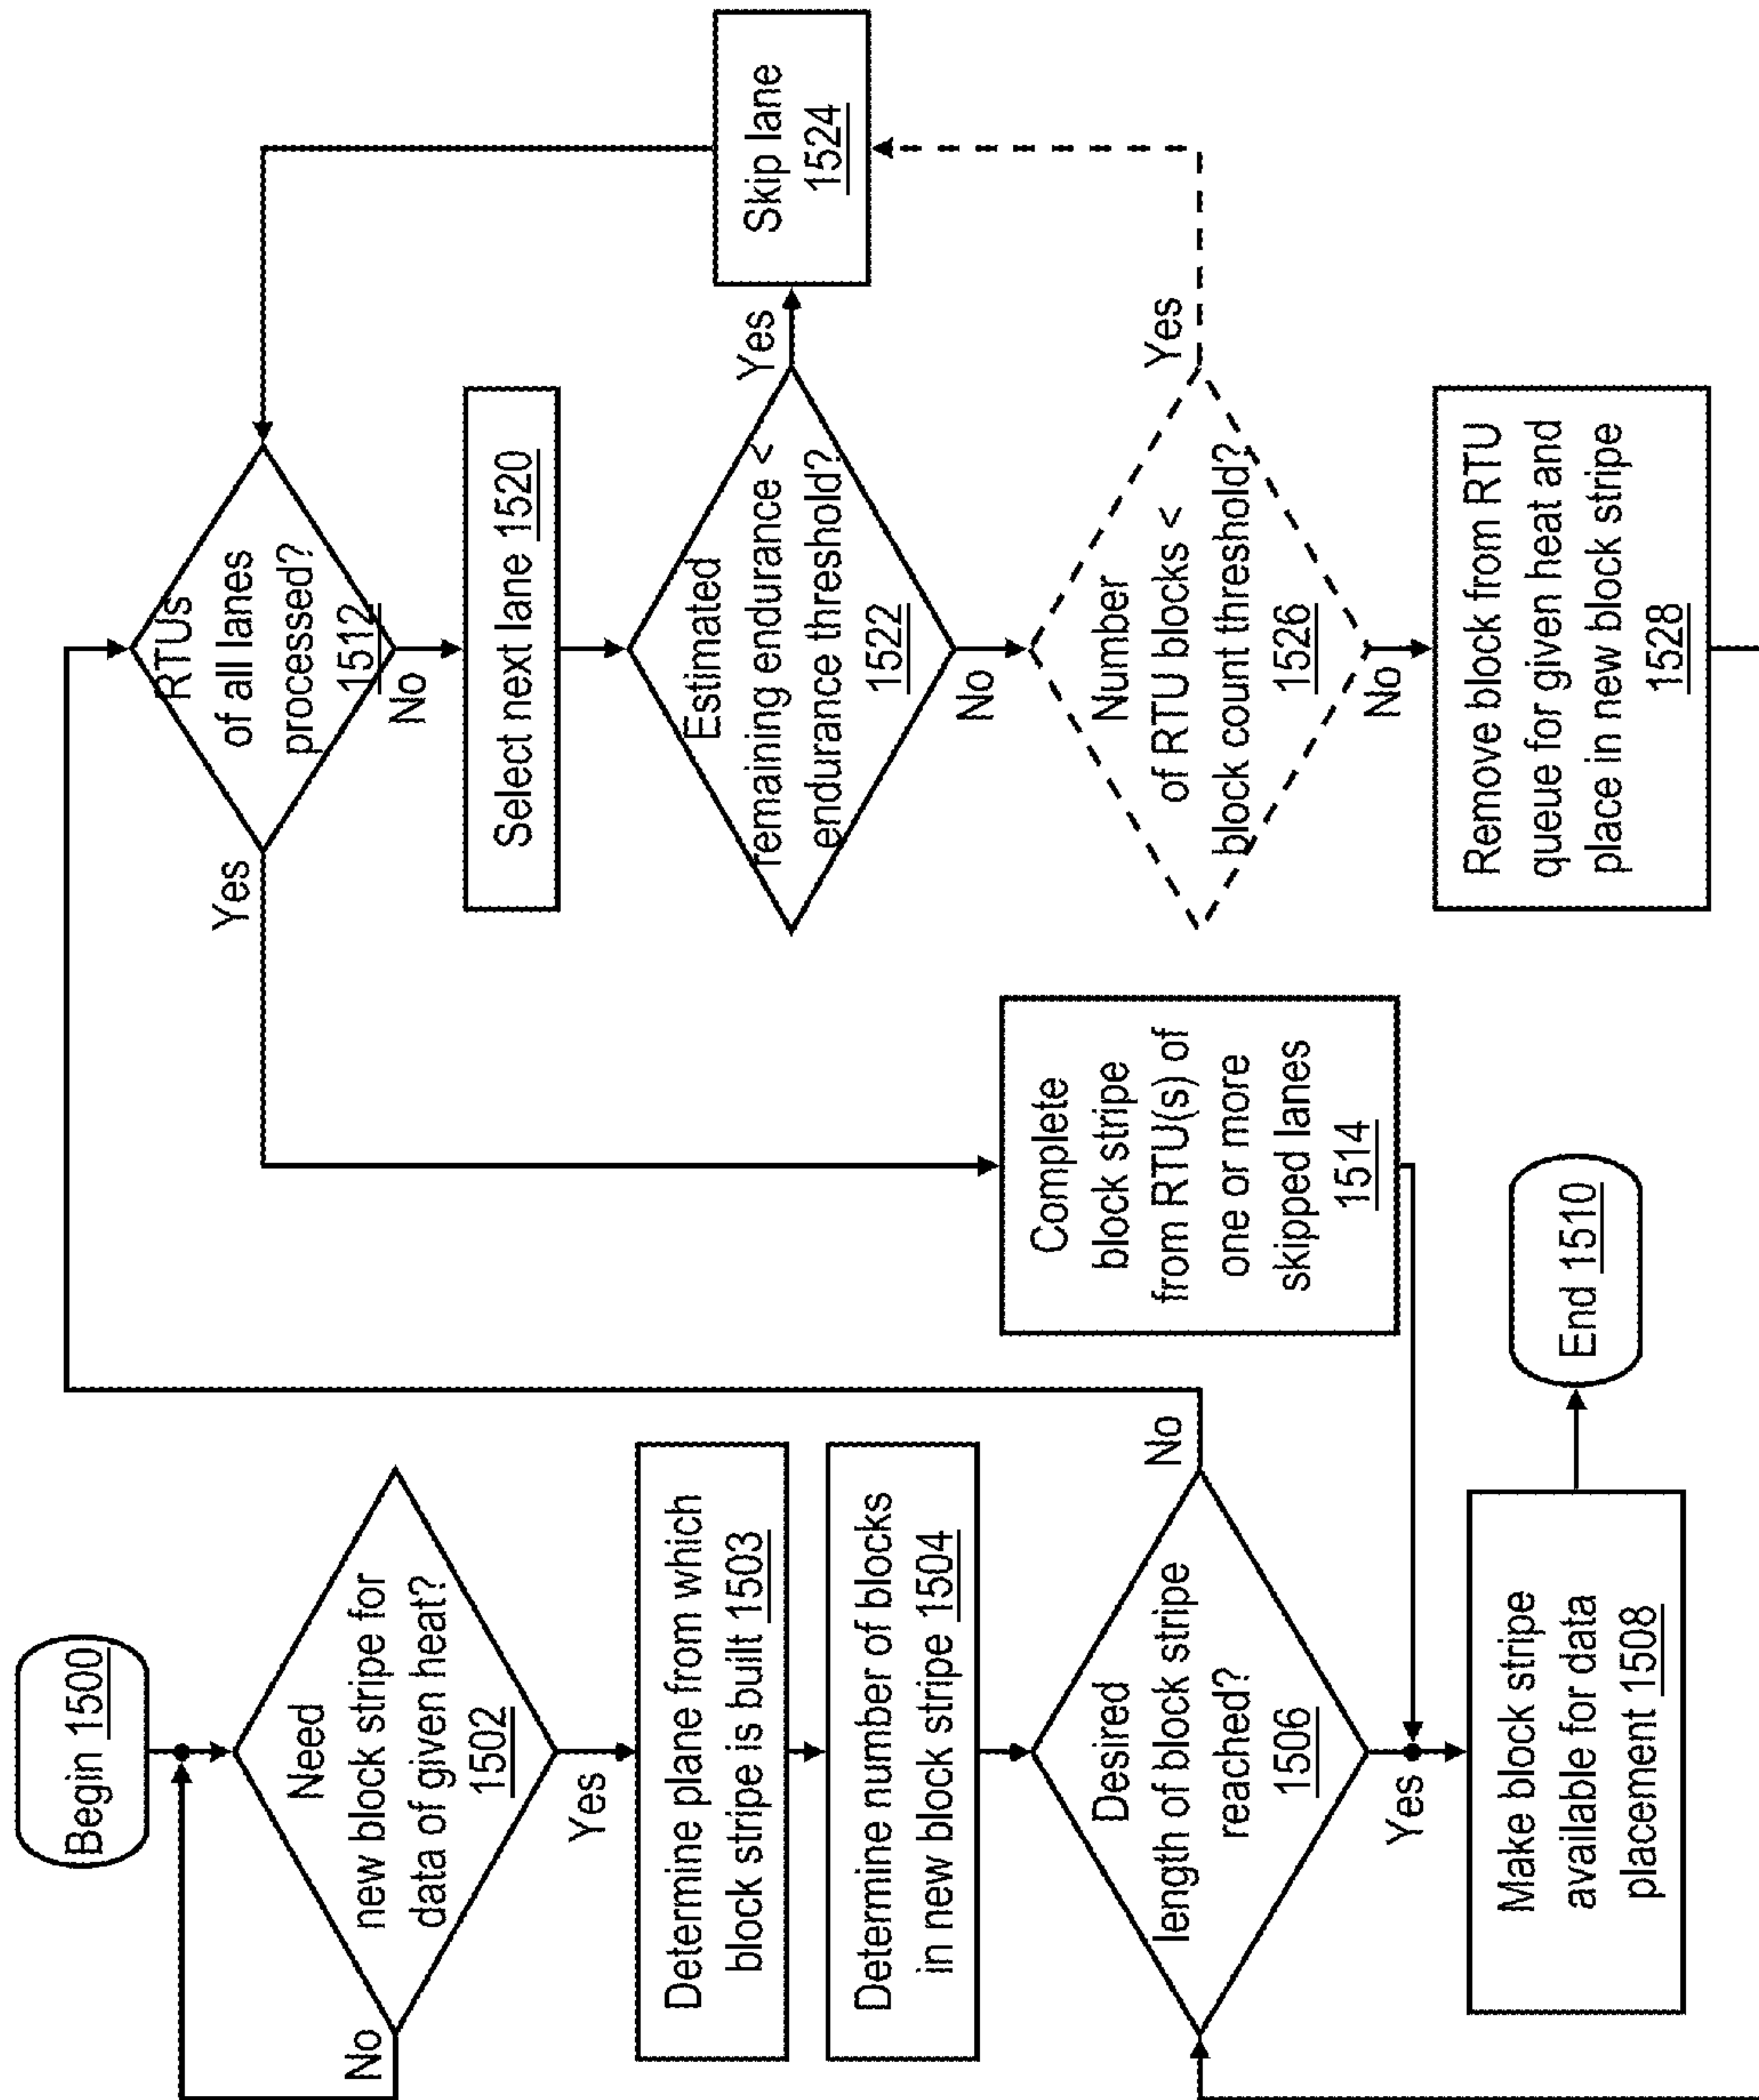 Begin 1500
Need
new block stripe for
data of given heat?
1502
No
Yes
Determine plane from which
block stripe is built 1503
Determine number of blocks
in new block stripe 1504
Desired
length of block stripe
reached?
1506
No
Yes
Make block stripe
available for data
placement 1508
End 1510
RTUs
of all lanes
processed?
1512
Yes
No
Complete
block stripe
from RTU(s) of
one or more
skipped lanes
1514
Select next lane 1520
Estimated
remaining endurance <
endurance threshold?
1522
Yes
No
Skip lane
1524
Number
of RTU blocks <
block count threshold?
1526
Yes
No
Remove block from RTU
queue for given heat and
place in new block stripe
1528